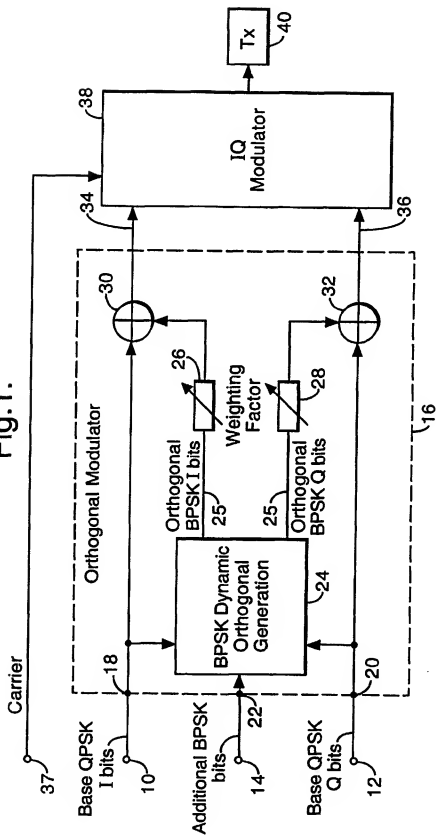 Fig.1.
Carrier
37
Orthogonal Modulator
Base QPSK
I bits
10
18
Additional BPSK
bits
14
22
Base QPSK
Q bits
12
20
BPSK Dynamic
Orthogonal
Generation
24
Orthogonal
BPSK I bits
25
Orthogonal
BPSK Q bits
25
26
Weighting
Factor
28
30
32
16
34
36
IQ
Modulator
38
Tx
40